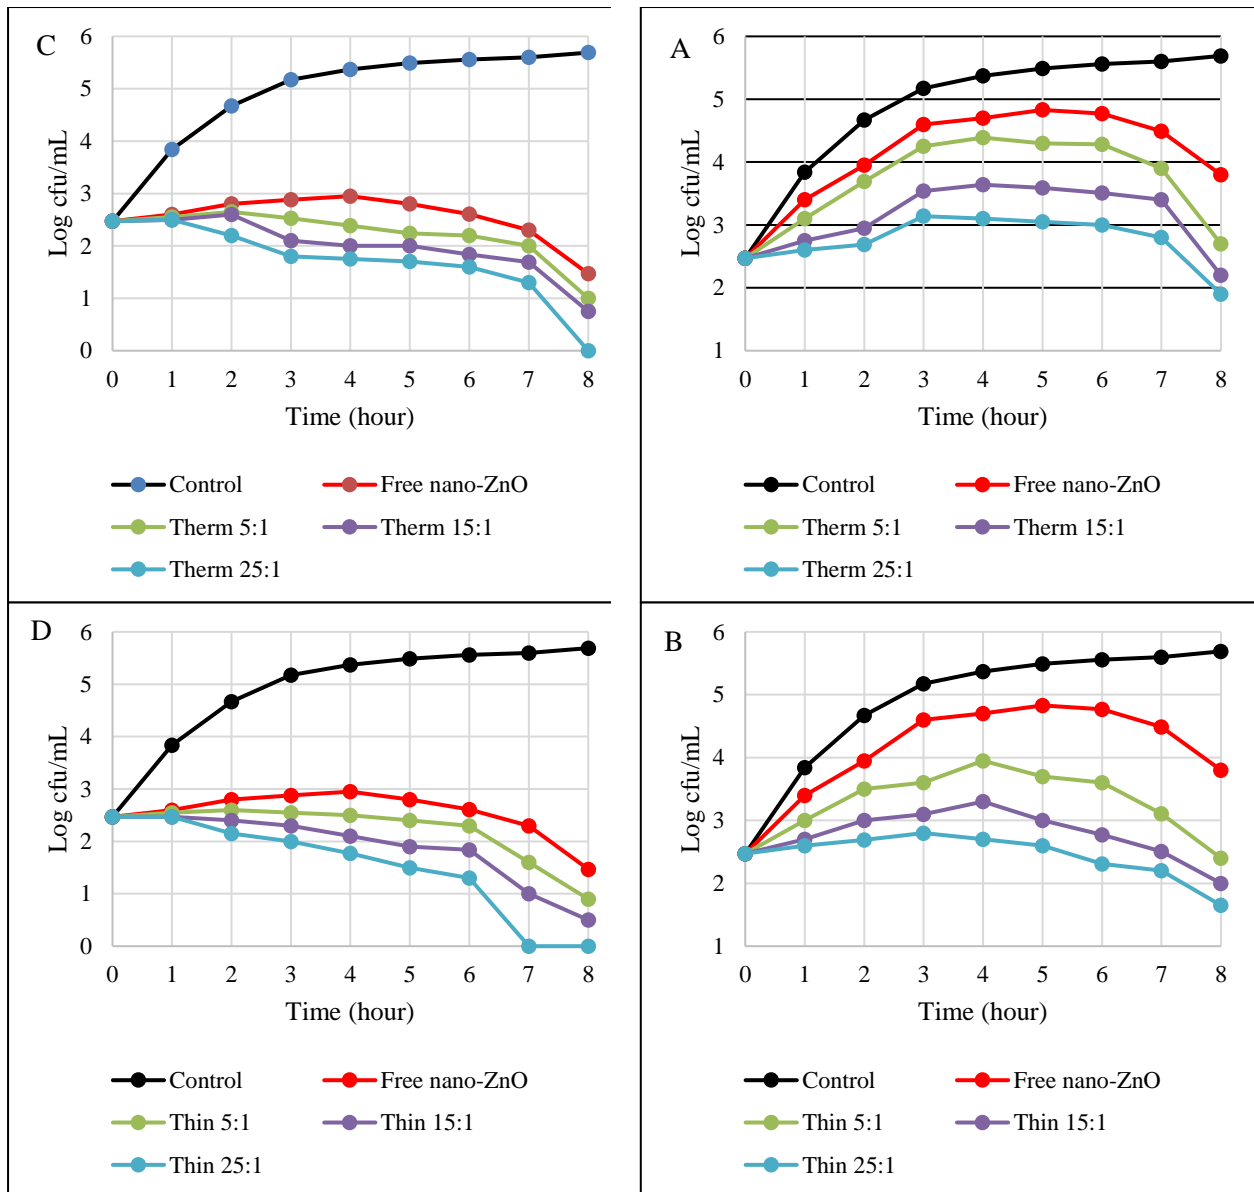 C
6
5
4
3
2
1
0
Log cfu/mL
0 1 2 3 4 5 6 7 8
Time (hour)
Control Free nano-ZnO
Therm 5:1 Therm 15:1
Therm 25:1
A
6
5
4
3
2
1
Log cfu/mL
0 1 2 3 4 5 6 7 8
Time (hour)
Control Free nano-ZnO
Therm 5:1 Therm 15:1
Therm 25:1
D
6
5
4
3
2
1
0
Log cfu/mL
0 1 2 3 4 5 6 7 8
Time (hour)
Control Free nano-ZnO
Thin 5:1 Thin 15:1
Thin 25:1
B
6
5
4
3
2
1
Log cfu/mL
0 1 2 3 4 5 6 7 8
Time (hour)
Control Free nano-ZnO
Thin 5:1 Thin 15:1
Thin 25:1